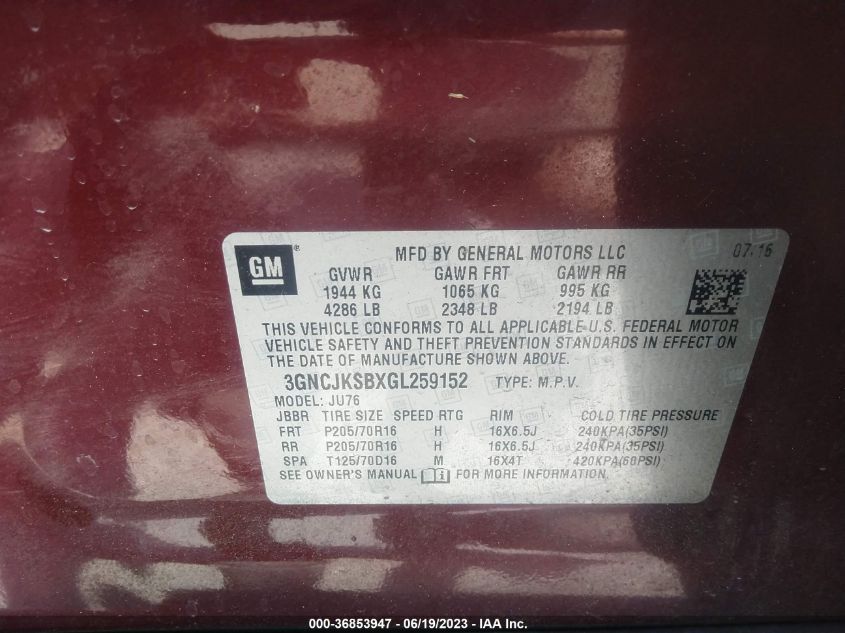 GM®
MFD BY GENERAL MOTORS LLC 07/16
GVWR GAWR FRT GAWR RR
1944 KG 1065 KG 995 KG
4286 LB 2348 LB 2194 LB
THIS VEHICLE CONFORMS TO ALL APPLICABLE U.S. FEDERAL MOTOR
VEHICLE SAFETY AND THEFT PREVENTION STANDARDS IN EFFECT ON
THE DATE OF MANUFACTURE SHOWN ABOVE.
3GNCJKSBXGL259152 TYPE: M.P.V.
MODEL: JU76
JBBR TIRE SIZE SPEED RTG RIM COLD TIRE PRESSURE
FRT P205/70R16 H 16X6.5J 240KPA(35PSI)
RR P205/70R16 H 16X6.5J 240KPA(35PSI)
SPA T125/70D16 M 16X4T 420KPA(60PSI)
SEE OWNER'S MANUAL FOR MORE INFORMATION.
000-36853947 - 06/19/2023 - IAA Inc.